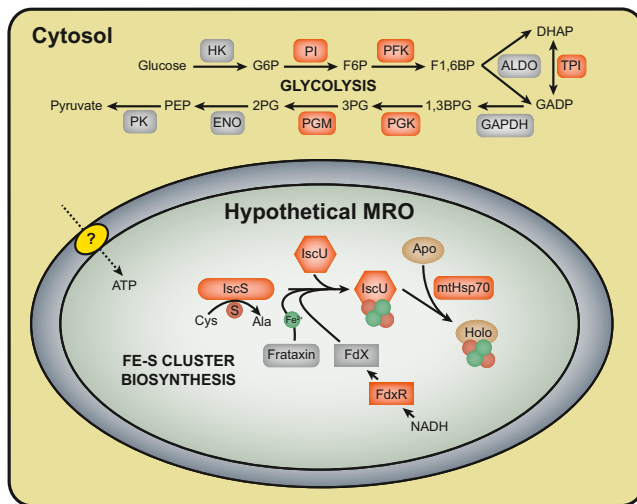 Cytosol
HK
PI
PFK
DHAP
Glucose
G6P
F6P
F1,6BP
ALDO
TPI
GLYCOLYSIS
Pyruvate
PEP
2PG
3PG
1,3BPG
GADP
PK
ENO
PGM
PGK
GAPDH
Hypothetical MRO
?
ATP
IscU
Apo
IscS
IscU
mtHsp70
Cys
S
Ala
Holo
FE-S CLUSTER
BIOSYNTHESIS
Frataxin
FdX
FdxR
NADH